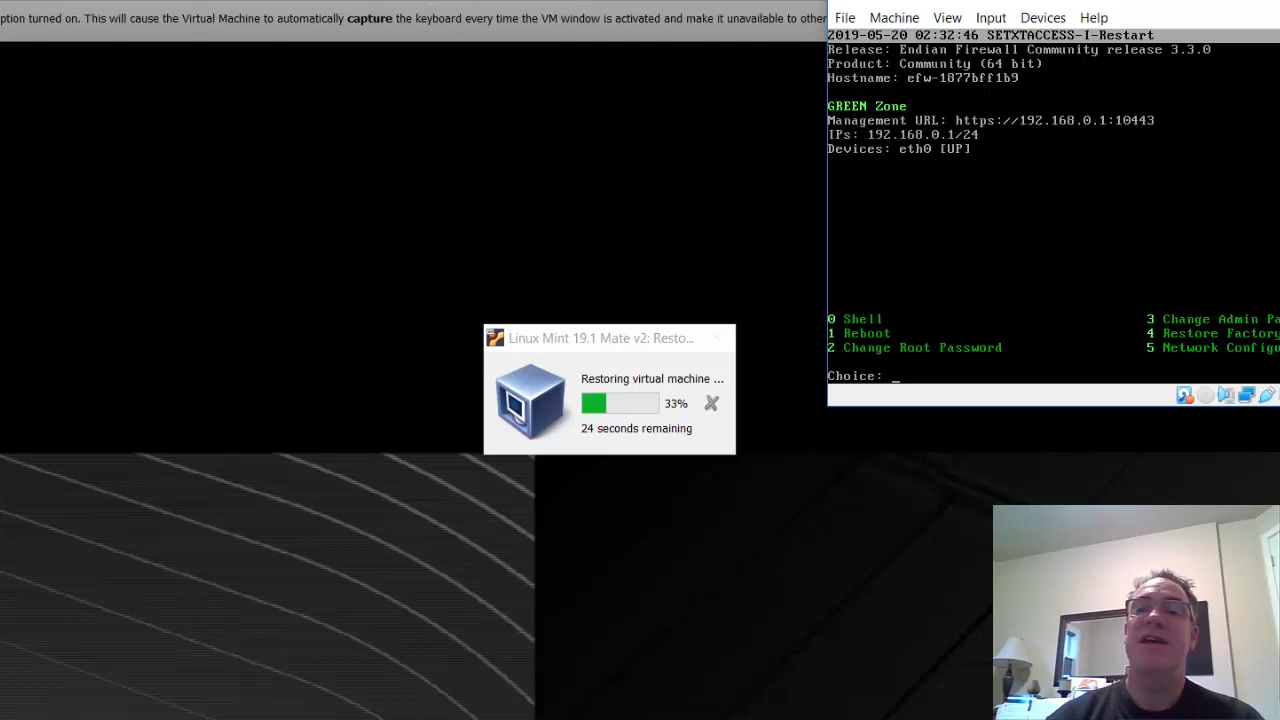 ption turned on. This will cause the Virtual Machine to automatically capture the keyboard every time the VM window is activated and make it unavailable to other
File Machine View Input Devices Help
2019-05-20 02:32:46 SETXTACCESS-I-Restart
Release: Endian Firewall Community release 3.3.0
Product: Community (64 bit)
Hostname: efw-1877bff1b9
GREEN Zone
Management URL: https://192.168.0.1:10443
IPs: 192.168.0.1/24
Devices: eth0 [UP]
0 Shell 3 Change Admin Pa
1 Reboot 4 Restore Factory
2 Change Root Password 5 Network Configu
Choice: _
Linux Mint 19.1 Mate v2: Resto...
Restoring virtual machine ...
33%
24 seconds remaining